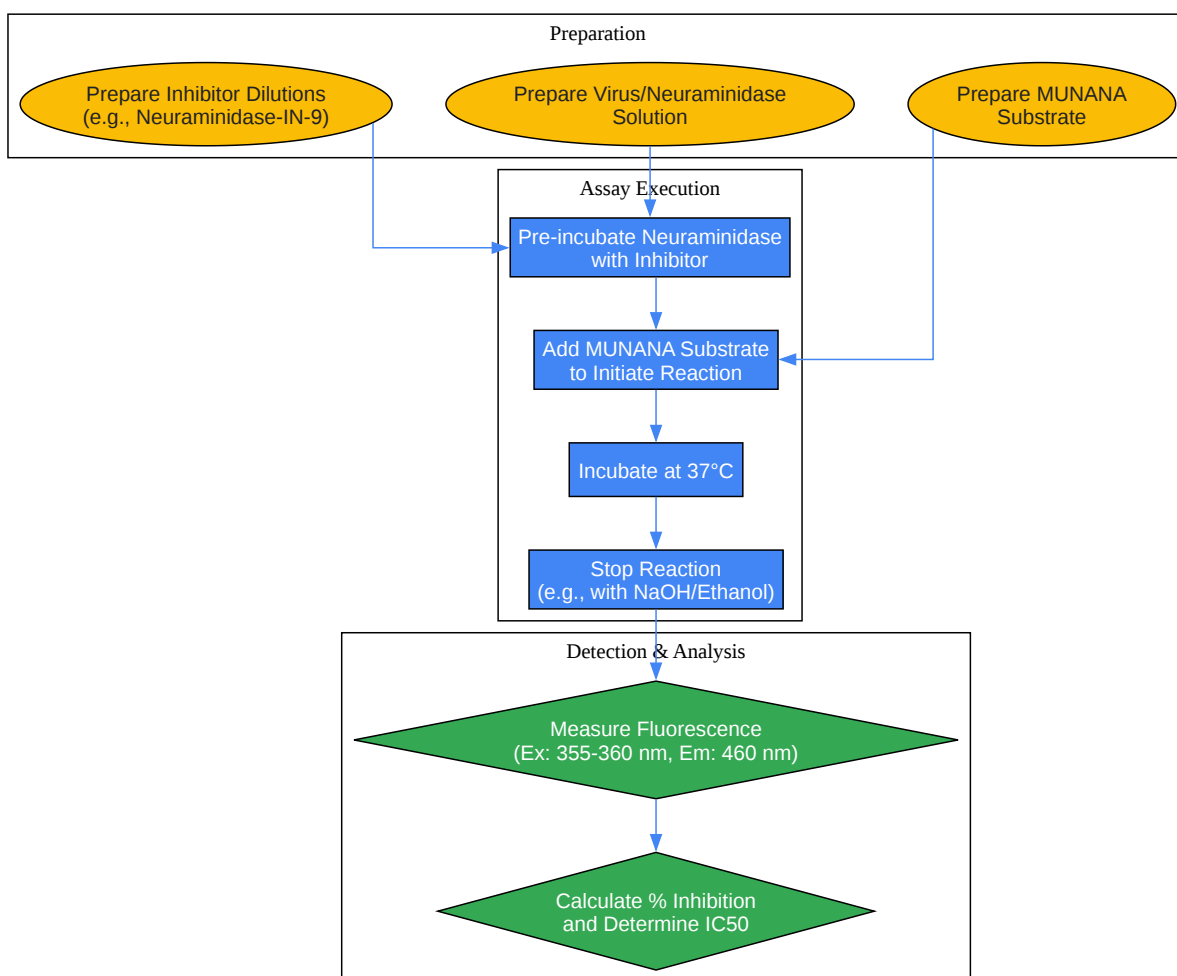 Preparation
Prepare Inhibitor Dilutions
(e.g., Neuraminidase-IN-9)
Prepare Virus/Neuraminidase
Solution
Prepare MUNANA
Substrate
Assay Execution
Pre-incubate Neuraminidase
with Inhibitor
Add MUNANA Substrate
to Initiate Reaction
Incubate at 37°C
Stop Reaction
(e.g., with NaOH/Ethanol)
Detection & Analysis
Measure Fluorescence
(Ex: 355-360 nm, Em: 460 nm)
Calculate % Inhibition
and Determine IC50